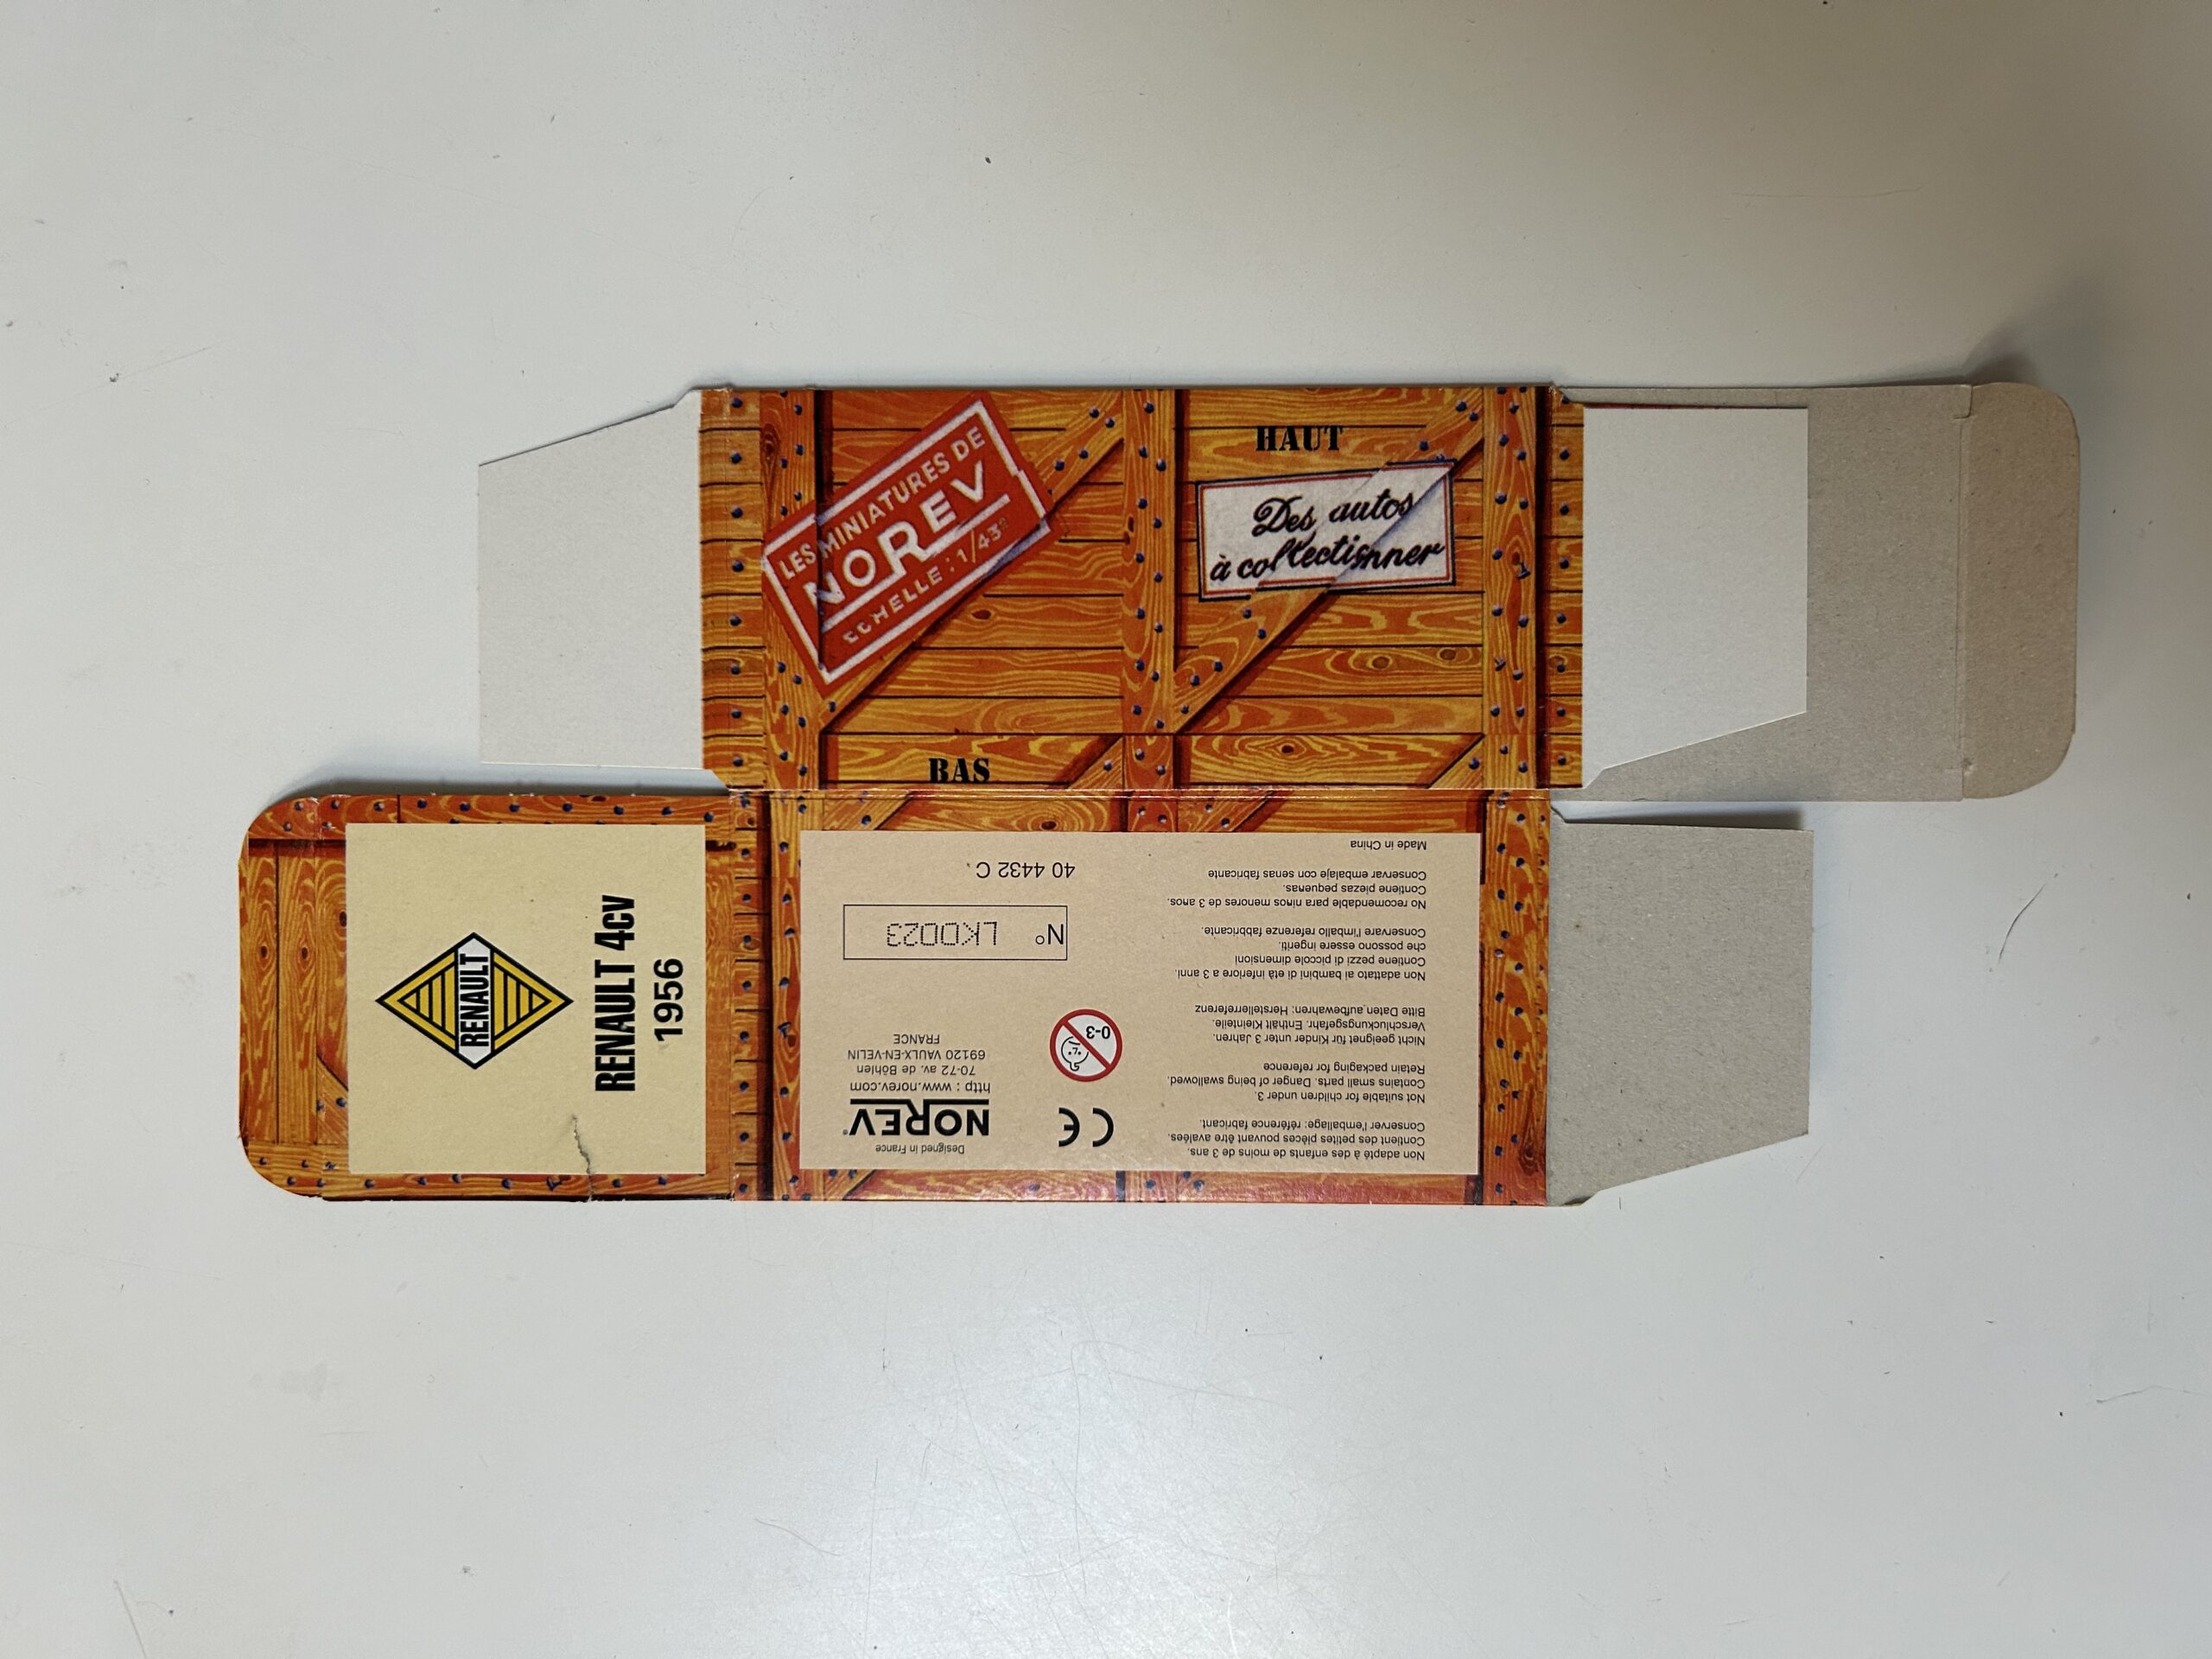 LES MINIATURES DE
NOREV
ECHELLE : 1/43e
HAUT
Des autos
à collectionner
BAS
RENAULT
RENAULT 4cv
1956
Non adapté à des enfants de moins de 3 ans.
Contient des petites pièces pouvant être avalées.
Conserver l'emballage: référence fabricant.
Not suitable for children under 3.
Contains small parts. Danger of being swallowed.
Retain packaging for reference
Nicht geeignet für Kinder unter 3 Jahren.
Verschluckungsgefahr. Enthält Kleinteile.
Bitte Daten aufbewahren: Herstellerreferenz
Non adattato ai bambini di età inferiore a 3 anni.
Contiene pezzi di piccole dimensioni
che possono essere ingeriti.
Conservare l'imballo referenze fabbricante.
No recomendable para ninos menores de 3 anos.
Contiene piezas pequenas.
Conservar embalaje con senas fabricante
Made in China
CE
0-3
Designed in France
NOREV®
http : www.norev.com
70-72 av. de Böhlen
69120 VAULX-EN-VELIN
FRANCE
N° LK0023
40 4432 C